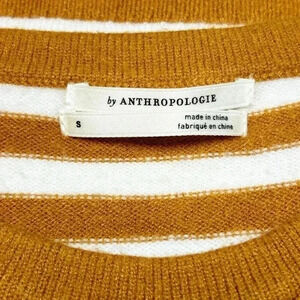 by ANTHROPOLOGIE
S
made in china
fabriqué en chine